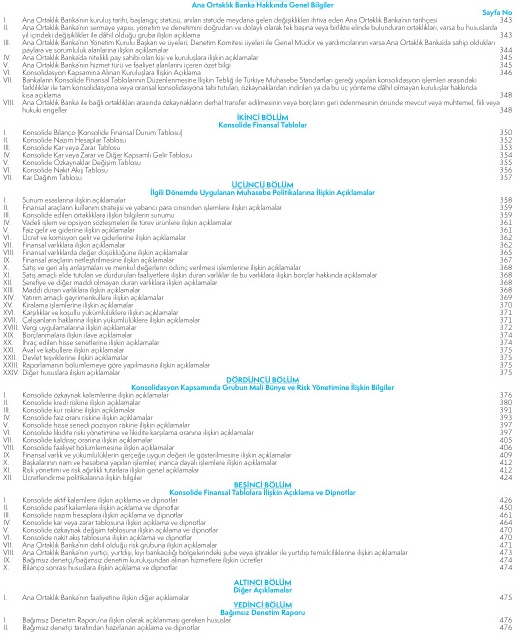 Ana Ortaklık Banka Hakkında Genel Bilgiler
Sayfa No
I. Ana Ortaklık Banka'nın kuruluş tarihi, başlangıç statüsü, anılan statüde meydana gelen değişiklikleri ihtiva eden Ana Ortaklık Banka'nın tarihçesi 343
II. Ana Ortaklık Banka'nın sermaye yapısı, yönetim ve denetimini doğrudan ve dolaylı olarak tek başına veya birlikte elinde bulunduran ortakları, varsa bu hususlarda
yıl içindeki değişiklikler ile dâhil olduğu gruba ilişkin açıklama 343
III. Ana Ortaklık Banka'nın Yönetim Kurulu Başkan ve üyeleri, Denetim Komitesi üyeleri ile Genel Müdür ve yardımcılarının varsa Ana Ortaklık Banka'da sahip oldukları
paylara ve sorumluluk alanlarına ilişkin açıklamalar 344
IV. Ana Ortaklık Banka'da nitelikli pay sahibi olan kişi ve kuruluşlara ilişkin açıklamalar 345
V. Ana Ortaklık Banka'nın hizmet türü ve faaliyet alanlarını içeren özet bilgi 345
VI. Konsolidasyon Kapsamına Alınan Kuruluşlara İlişkin Açıklama 346
VII. Bankaların Konsolide Finansal Tablolarının Düzenlenmesine İlişkin Tebliğ ile Türkiye Muhasebe Standartları gereği yapılan konsolidasyon işlemleri arasındaki
farklılıklar ile tam konsolidasyona veya oransal konsolidasyona tabi tutulan, özkaynaklardan indirilen ya da bu üç yönteme dâhil olmayan kuruluşlar hakkında
kısa açıklama 348
VIII. Ana Ortaklık Banka ile bağlı ortaklıkları arasında özkaynakların derhal transfer edilmesinin veya borçların geri ödenmesinin önünde mevcut veya muhtemel, fiili veya
hukuki engeller 348
İKİNCİ BÖLÜM
Konsolide Finansal Tablolar
I. Konsolide Bilanço (Konsolide Finansal Durum Tablosu) 350
II. Konsolide Nazım Hesaplar Tablosu 352
III. Konsolide Kar veya Zarar Tablosu 353
IV. Konsolide Kar veya Zarar ve Diğer Kapsamlı Gelir Tablosu 354
V. Konsolide Özkaynaklar Değişim Tablosu 355
VI. Konsolide Nakit Akış Tablosu 356
VII. Kar Dağıtım Tablosu 357
ÜÇÜNCÜ BÖLÜM
İlgili Dönemde Uygulanan Muhasebe Politikalarına İlişkin Açıklamalar
I. Sunum esaslarına ilişkin açıklamalar 358
II. Finansal araçların kullanım stratejisi ve yabancı para cinsinden işlemlere ilişkin açıklamalar 359
III. Konsolide edilen ortaklıklara ilişkin bilgilerin sunumu 359
IV. Vadeli işlem ve opsiyon sözleşmeleri ile türev ürünlere ilişkin açıklamalar 361
V. Faiz gelir ve giderine ilişkin açıklamalar 361
VI. Ücret ve komisyon gelir ve giderlerine ilişkin açıklamalar 362
VII. Finansal varlıklara ilişkin açıklamalar 362
VIII. Finansal varlıklarda değer düşüklüğüne ilişkin açıklamalar 365
IX. Finansal araçların netleştirilmesine ilişkin açıklamalar 367
X. Satış ve geri alış anlaşmaları ve menkul değerlerin ödünç verilmesi işlemlerine ilişkin açıklamalar 368
XI. Satış amaçlı elde tutulan ve durdurulan faaliyetlere ilişkin duran varlıklar ile bu varlıklara ilişkin borçlar hakkında açıklamalar 368
XII. Şerefiye ve diğer maddi olmayan duran varlıklara ilişkin açıklamalar 368
XIII. Maddi duran varlıklara ilişkin açıklamalar 368
XIV. Yatırım amaçlı gayrimenkullere ilişkin açıklamalar 369
XV. Kiralama işlemlerine ilişkin açıklamalar 370
XVI. Karşılıklar ve koşullu yükümlülüklere ilişkin açıklamalar 371
XVII. Çalışanların haklarına ilişkin yükümlülüklere ilişkin açıklamalar 371
XVIII. Vergi uygulamalarına ilişkin açıklamalar 372
XIX. Borçlanmalara ilişkin ilave açıklamalar 374
XX. İhraç edilen hisse senetlerine ilişkin açıklamalar 374
XXI. Aval ve kabullere ilişkin açıklamalar 375
XXII. Devlet teşviklerine ilişkin açıklamalar 375
XXIII. Raporlamanın bölümlemeye göre yapılmasına ilişkin açıklamalar 375
XXIV. Diğer hususlara ilişkin açıklamalar 375
DÖRDÜNCÜ BÖLÜM
Konsolidasyon Kapsamında Grubun Mali Bünye ve Risk Yönetimine İlişkin Bilgiler
I. Konsolide özkaynak kalemlerine ilişkin açıklamalar 376
II. Konsolide kredi riskine ilişkin açıklamalar 380
III. Konsolide kur riskine ilişkin açıklamalar 391
IV. Konsolide faiz oranı riskine ilişkin açıklamalar 393
V. Konsolide hisse senedi pozisyon riskine ilişkin açıklamalar 397
VI. Konsolide likidite riski yönetimine ve likidite karşılama oranına ilişkin açıklamalar 397
VII. Konsolide kaldıraç oranına ilişkin açıklamalar 405
VIII. Konsolide faaliyet bölümlemesine ilişkin açıklamalar 406
IX. Finansal varlık ve yükümlülüklerin gerçeğe uygun değeri ile gösterilmesine ilişkin açıklamalar 409
X. Başkalarının nam ve hesabına yapılan işlemler, inanca dayalı işlemlere ilişkin açıklamalar 412
XI. Risk yönetimi ve risk ağırlıklı tutarlara ilişkin genel açıklamalar 412
XII. Ücretlendirme politikalarına ilişkin bilgiler 424
BEŞİNCİ BÖLÜM
Konsolide Finansal Tablolara İlişkin Açıklama ve Dipnotlar
I. Konsolide aktif kalemlere ilişkin açıklama ve dipnotlar 426
II. Konsolide pasif kalemlere ilişkin açıklama ve dipnotlar 450
III. Konsolide nazım hesaplara ilişkin açıklama ve dipnotlar 461
IV. Konsolide kar veya zarar tablosuna ilişkin açıklama ve dipnotlar 464
V. Konsolide özkaynak değişim tablosuna ilişkin açıklama ve dipnotlar 470
VI. Konsolide nakit akış tablosuna ilişkin açıklama ve dipnotlar 470
VII. Ana Ortaklık Banka'nın dahil olduğu risk grubuna ilişkin açıklamalar 471
VIII. Ana Ortaklık Banka'nın yurtiçi, yurtdışı, kıyı bankacılığı bölgelerindeki şube veya iştirakler ile yurtdışı temsilciliklerine ilişkin açıklamalar 473
IX. Bağımsız denetçi/bağımsız denetim kuruluşundan alınan hizmetlere ilişkin ücretler 474
X. Bilanço sonrası hususlara ilişkin açıklama ve dipnotlar 474
ALTINCI BÖLÜM
Diğer Açıklamalar
I. Ana Ortaklık Banka'nın faaliyetine ilişkin diğer açıklamalar 475
YEDİNCİ BÖLÜM
Bağımsız Denetim Raporu
I. Bağımsız Denetim Raporu'na ilişkin olarak açıklanması gereken hususlar 476
II. Bağımsız denetçi tarafından hazırlanan açıklama ve dipnotlar 476